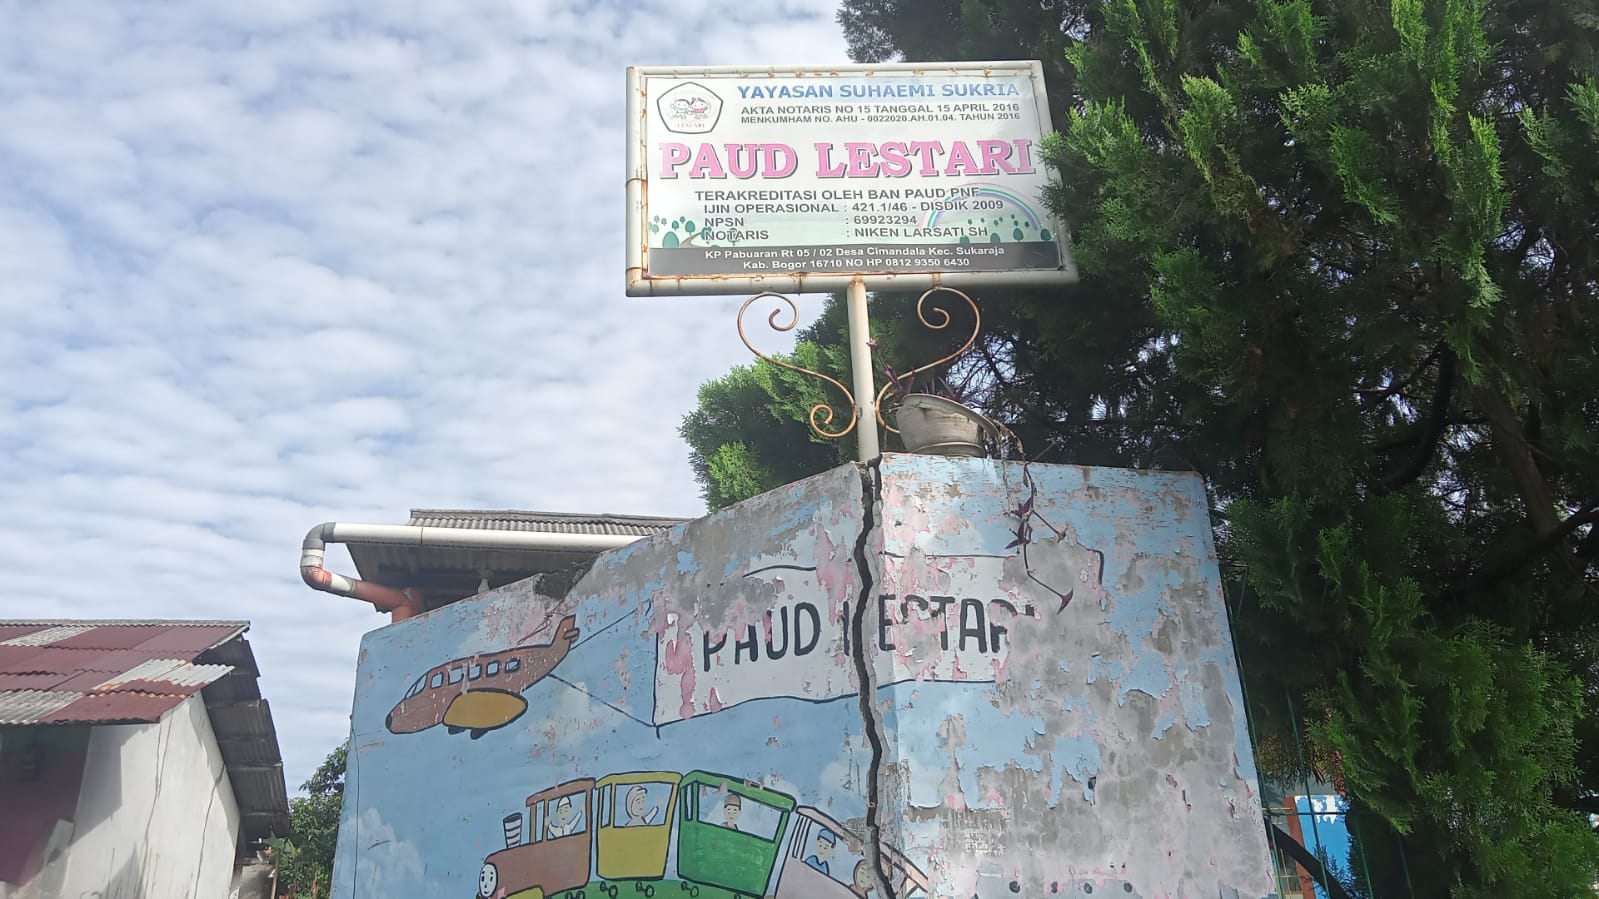 LESTARI
YAYASAN SUHAEMI SUKRIA
AKTA NOTARIS NO 15 TANGGAL 15 APRIL 2016
MENKUMHAM NO. AHU - 0022020.AH.01.04. TAHUN 2016
PAUD LESTARI
TERAKREDITASI OLEH BAN PAUD PNF
IJIN OPERASIONAL : 421.1/46 - DISDIK 2009
NPSN : 69923294
NOTARIS : NIKEN LARSATI SH
KP Pabuaran Rt 05 / 02 Desa Cimandala Kec. Sukaraja
Kab. Bogor 16710 NO HP 0812 9350 6430
PAUD LESTARI